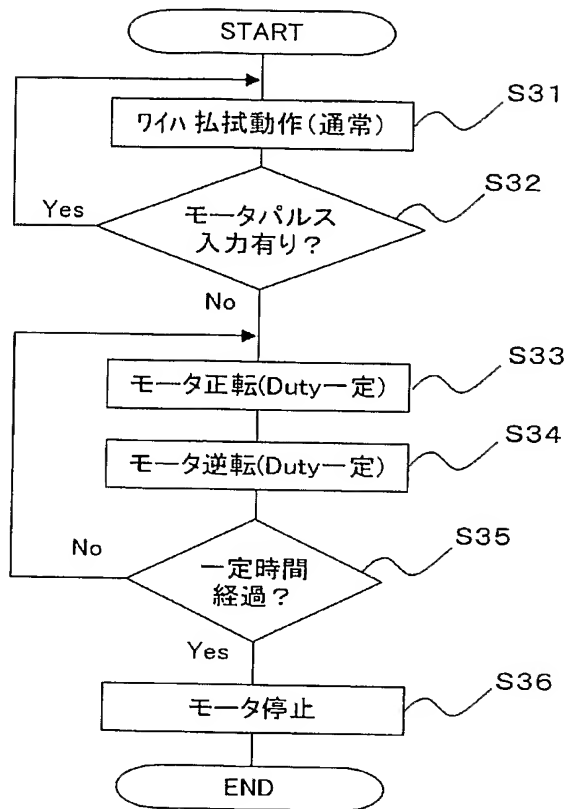 START
S31
ワイハ 払拭動作(通常)
S32
Yes
モータパルス
入力有り?
No
S33
モータ正転(Duty一定)
S34
モータ逆転(Duty一定)
S35
No
一定時間
経過?
Yes
S36
モータ停止
END